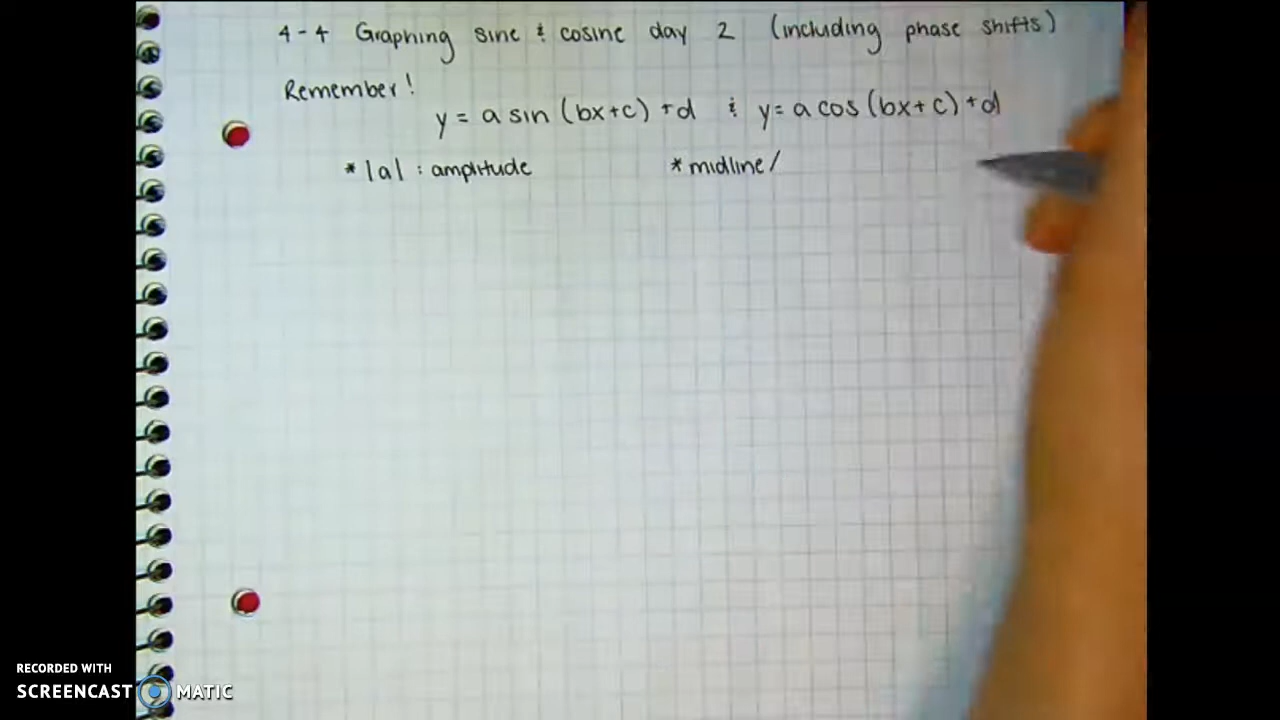 4-4 Graphing sine & cosine day 2 (including phase shifts)
Remember!
y = a sin (bx+c) +d & y= a cos (bx+c) +d
*|a| : amplitude *midline/
RECORDED WITH
SCREENCAST MATIC